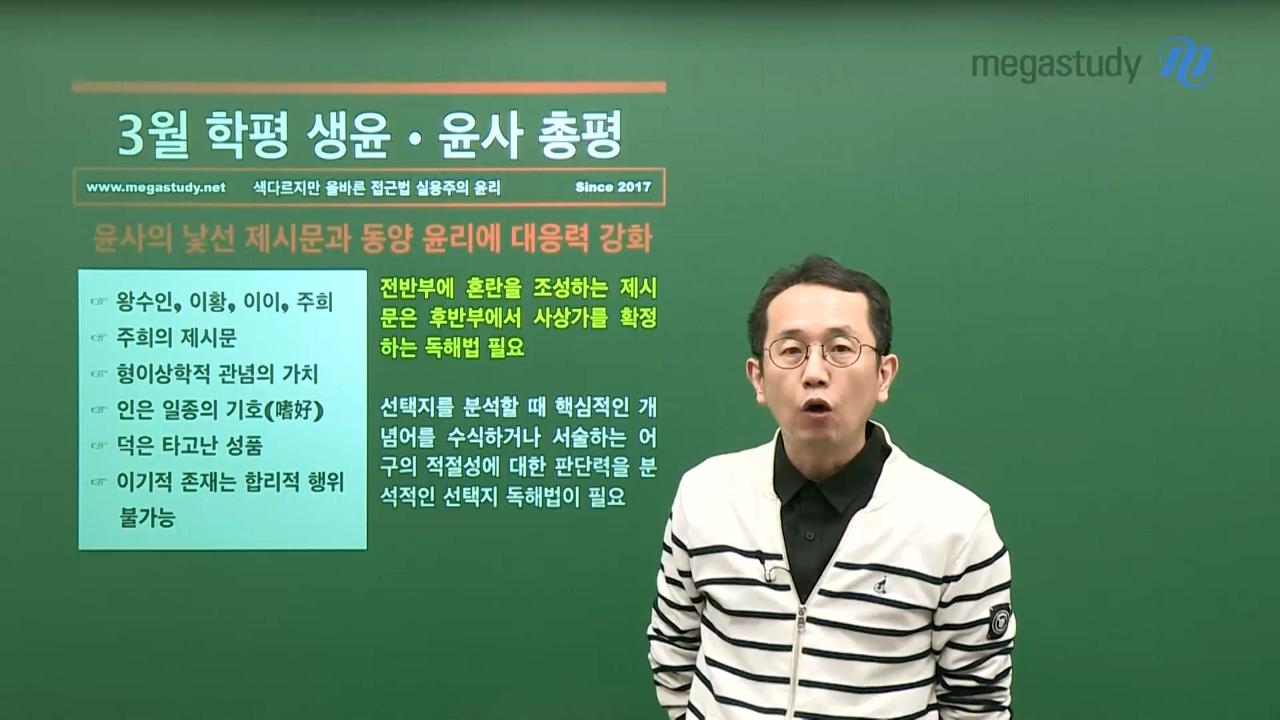 megastudy
3월 학평 생윤 • 윤사 총평
www.megastudy.net 색다르지만 올바른 접근법 실용주의 윤리 Since 2017
윤사의 낯선 제시문과 동양 윤리에 대응력 강화
☞ 왕수인, 이황, 이이, 주희
☞ 주희의 제시문
☞ 형이상학적 관념의 가치
☞ 인은 일종의 기호(嗜好)
☞ 덕은 타고난 성품
☞ 이기적 존재는 합리적 행위
불가능
전반부에 혼란을 조성하는 제시
문은 후반부에서 사상가를 확정
하는 독해법 필요
선택지를 분석할 때 핵심적인 개
념어를 수식하거나 서술하는 어
구의 적절성에 대한 판단력을 분
석적인 선택지 독해법이 필요